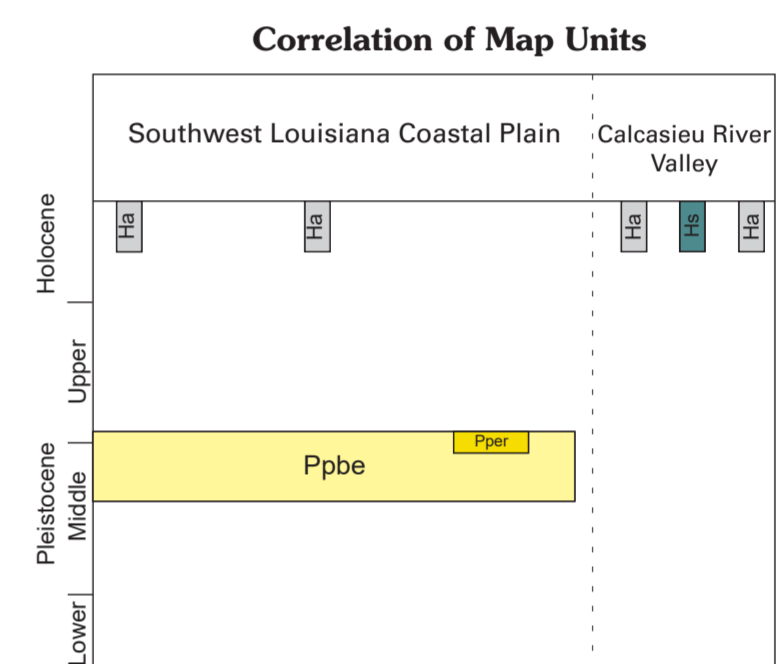 Correlation of Map Units
Southwest Louisiana Coastal Plain
Calcasieu River
Valley
Holocene
Ha
Ha
Ha
Hs
Ha
Upper
Pleistocene
Middle
Pper
Ppbe
Lower